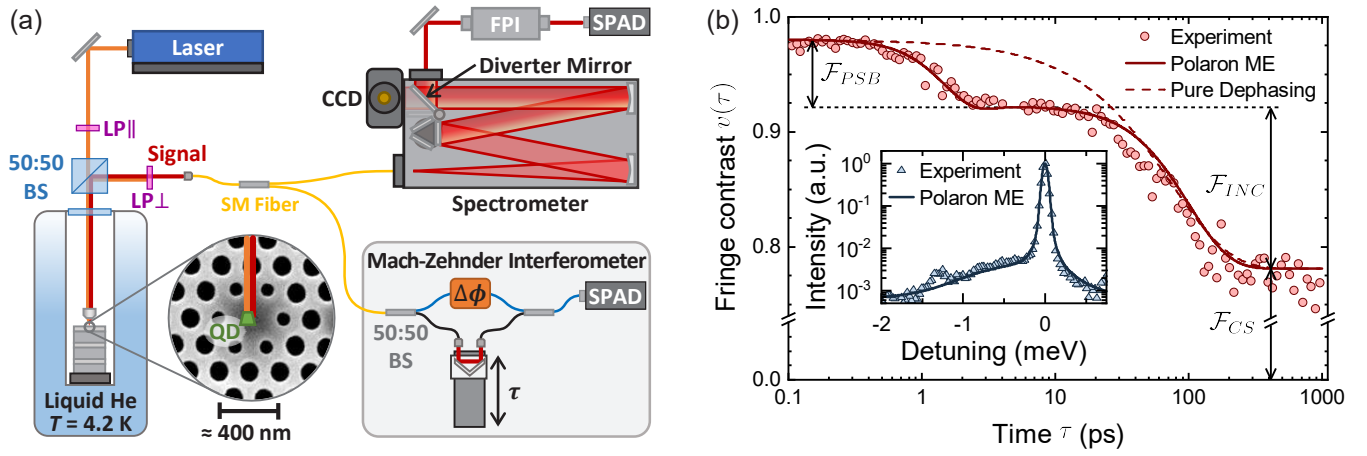 (a)
Laser
LP||
50:50
BS
Signal
LP⊥
SM Fiber
CCD
FPI
SPAD
Diverter Mirror
Spectrometer
Mach-Zehnder Interferometer
Δϕ
SPAD
50:50
BS
τ
QD
Liquid He
T = 4.2 K
≈ 400 nm
(b)
Fringe contrast v(τ)
1.0
0.9
0.8
0.0
Experiment
Polaron ME
Pure Dephasing
F_PSB
F_INC
F_CS
Intensity (a.u.)
10⁰
10⁻¹
10⁻²
10⁻³
Experiment
Polaron ME
-2 -1 0
Detuning (meV)
0.1 1 10 100 1000
Time τ (ps)